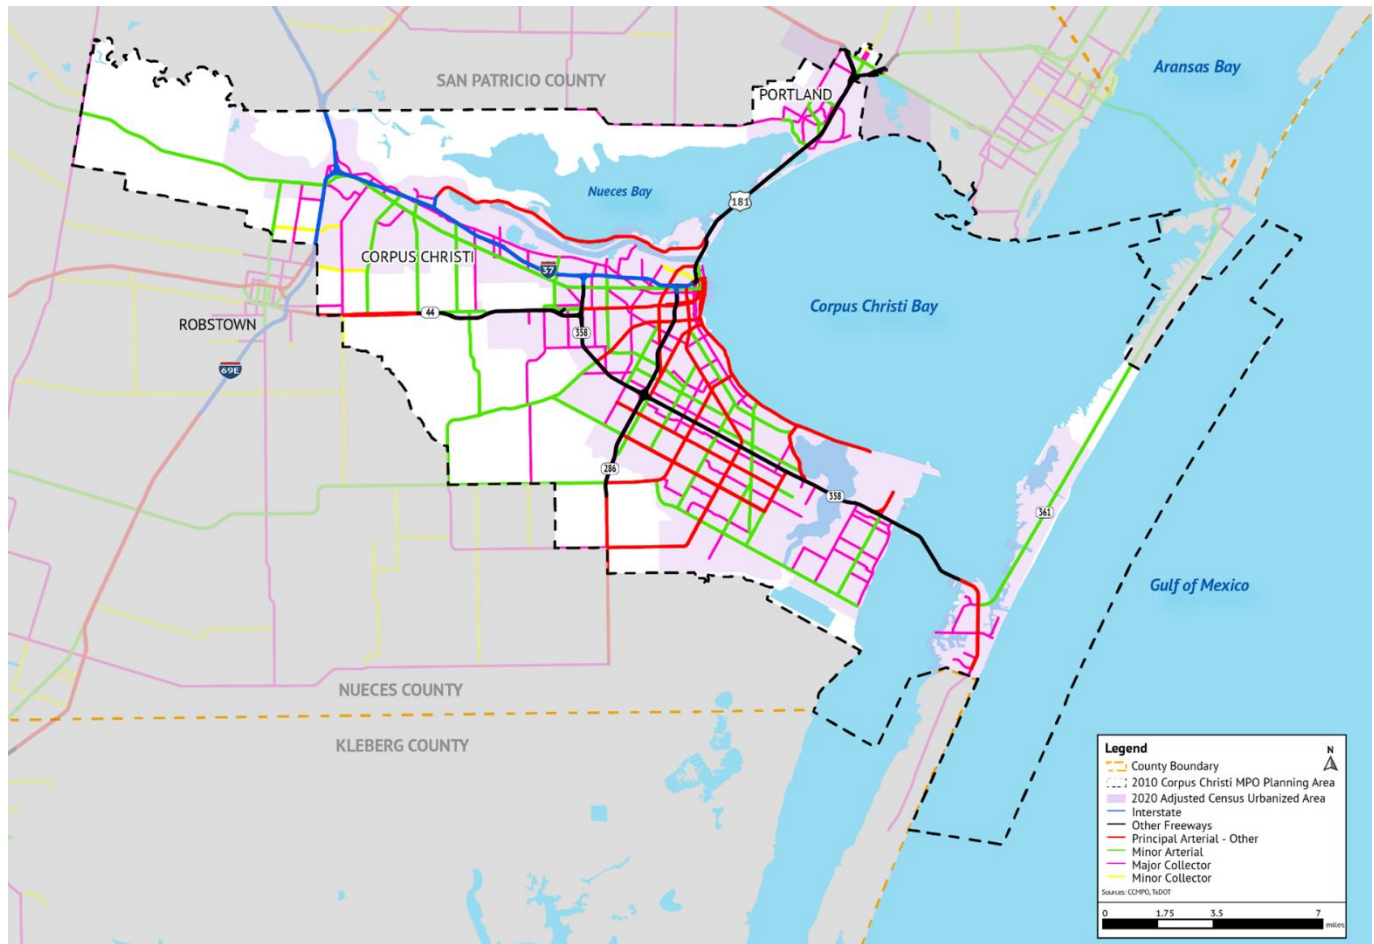 SAN PATRICIO COUNTY
Aransas Bay
PORTLAND
Nueces Bay
181
CORPUS CHRISTI
37
Corpus Christi Bay
44
ROBSTOWN
358
69E
286
358
361
Gulf of Mexico
NUECES COUNTY
KLEBERG COUNTY
Legend
N
County Boundary
2010 Corpus Christi MPO Planning Area
2020 Adjusted Census Urbanized Area
Interstate
Other Freeways
Principal Arterial - Other
Minor Arterial
Major Collector
Minor Collector
Sources: CCMPO, TxDOT
0 1.75 3.5 7
miles